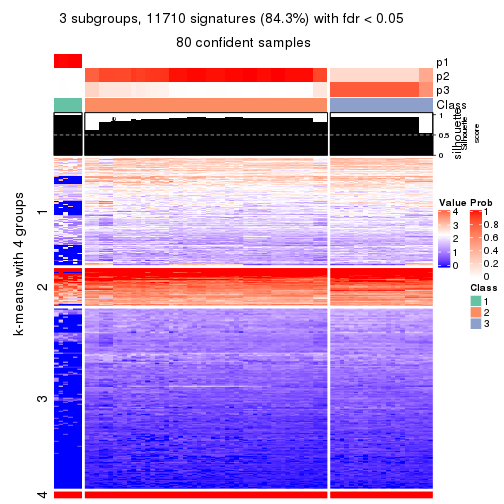 3 subgroups, 11710 signatures (84.3%) with fdr < 0.05
80 confident samples
p1
p2
p3
Class
1
0.5
0
silhouette
Silhouette
score
k-means with 4 groups
1
2
3
4
Value
4
3
2
1
0
Prob
1
0.8
0.6
0.4
0.2
0
Class
1
2
3